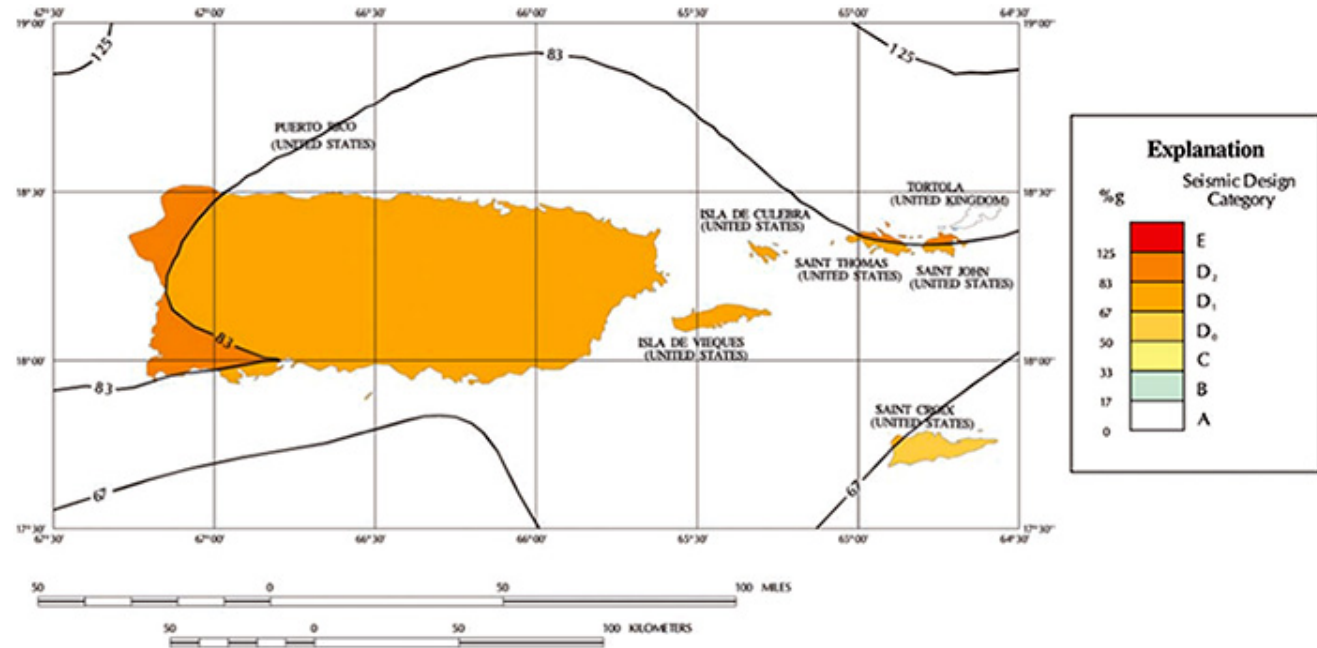 67°30'
67°00'
66°30'
66°00'
65°30'
65°00'
64°30'
19°00'
19°00'
125
83
125
PUERTO RICO
(UNITED STATES)
18°30'
18°30'
TORTOLA
(UNITED KINGDOM)
ISLA DE CULEBRA
(UNITED STATES)
SAINT THOMAS
(UNITED STATES)
SAINT JOHN
(UNITED STATES)
83
ISLA DE VIEQUES
(UNITED STATES)
18°00'
18°00'
83
SAINT CROIX
(UNITED STATES)
67
67
17°30'
17°30'
67°30'
67°00'
66°30'
66°00'
65°30'
65°00'
64°30'
Explanation
%g
Seismic Design
Category
E
125
D₂
83
D₁
67
D₀
50
C
33
B
17
A
0
50 0 50 100 MILES
50 0 50 100 KILOMETERS